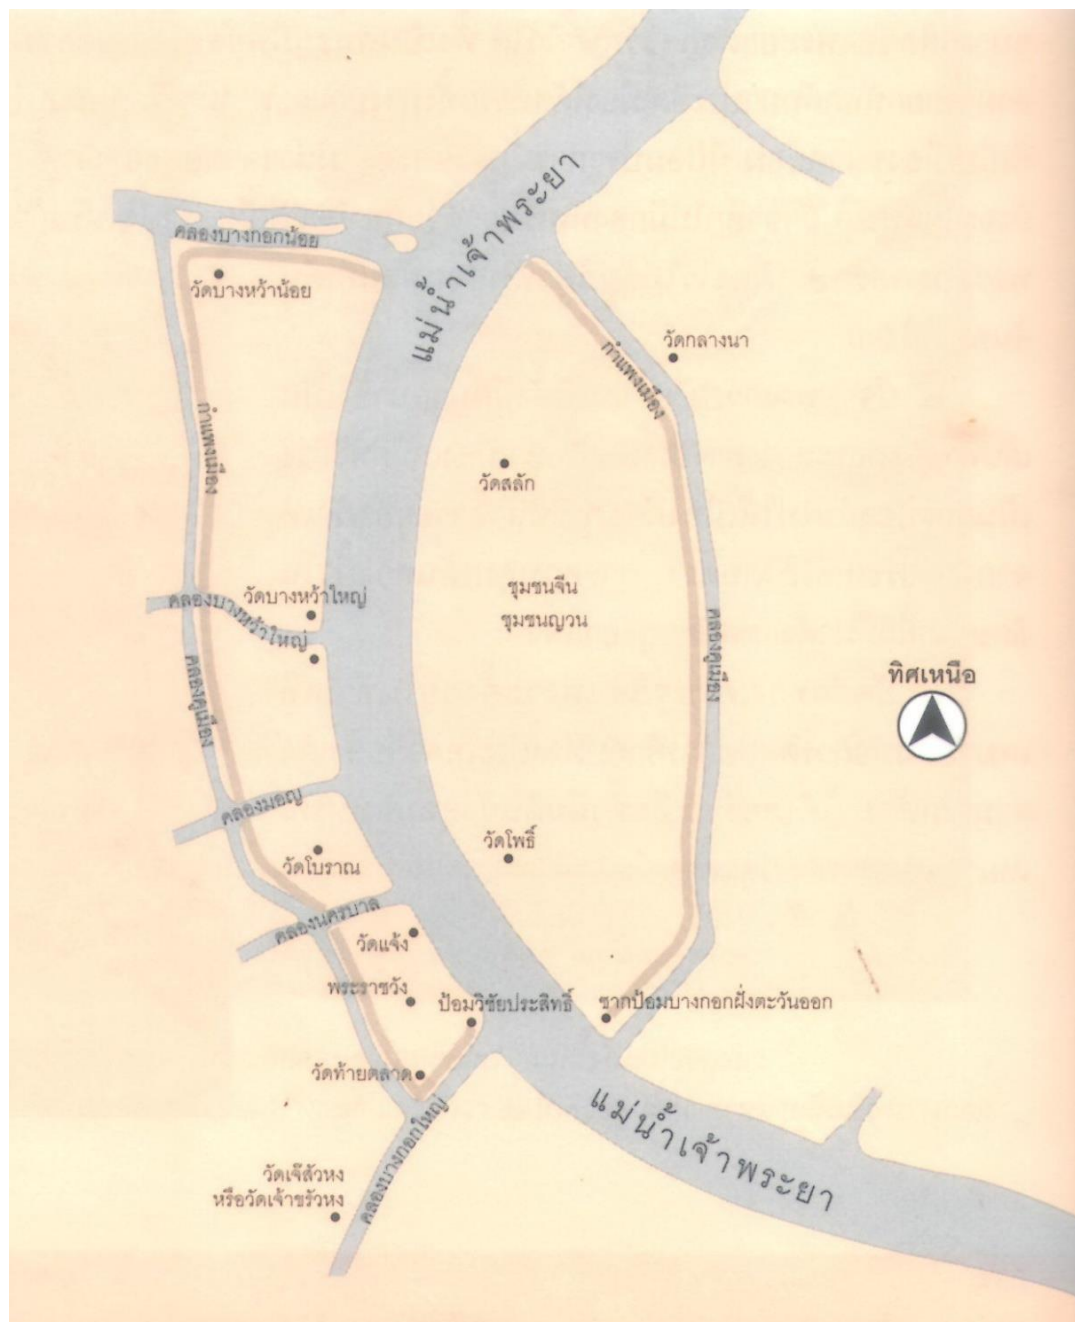 แม่น้ำเจ้าพระยา
คลองบางกอกน้อย
วัดบางหว้าน้อย
วัดกลางนา
กำแพงเมือง
กำแพงเมือง
วัดสลัก
ชุมชนจีน
ชุมชนญวน
วัดบางหว้าใหญ่
คลองบางหว้าใหญ่
คลองคูเมือง
คลองคูเมือง
ทิศเหนือ
คลองมอญ
วัดโพธิ์
วัดโบราณ
คลองนครบาล
วัดแจ้ง
พระราชวัง
ป้อมวิชัยประสิทธิ์
ซากป้อมบางกอกฝั่งตะวันออก
วัดท้ายตลาด
แม่น้ำเจ้าพระยา
คลองบางกอกใหญ่
วัดเจ๊สัวหง
หรือวัดเจ้าขรัวหง